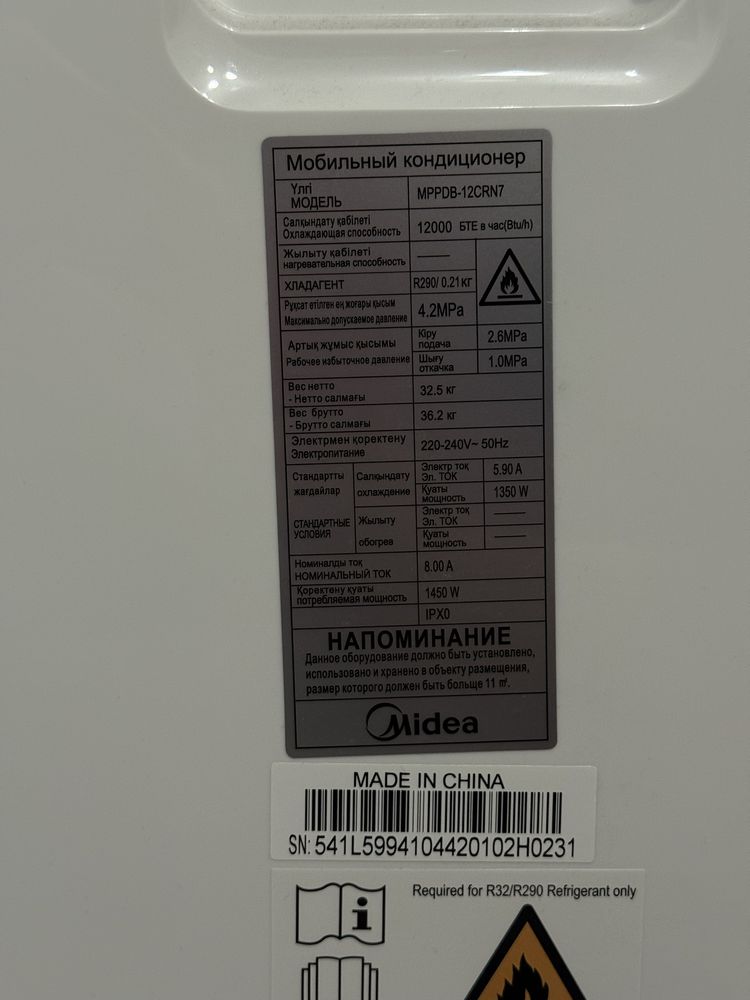 Мобильный кондиционер
Үлгі
МОДЕЛЬ
MPPDB-12CRN7
Салқындату қабілеті
Охлаждающая способность
12000 БТЕ в час(Btu/h)
Жылыту қабілеті
нагревательная способность
ХЛАДАГЕНТ
R290/ 0.21 кг
Рұқсат етілген ең жоғары қысым
Максимально допускаемое давление
4.2MPa
Артық жұмыс қысымы
Рабочее избыточное давление
Кіру
подача
2.6MPa
Шығу
откачка
1.0MPa
Вес нетто
- Нетто салмағы
32.5 кг
Вес брутто
- Брутто салмағы
36.2 кг
Электрмен қоректену
Электропитание
220-240V~ 50Hz
Стандартты
жағдайлар
СТАНДАРТНЫЕ
УСЛОВИЯ
Салқындату
охлаждение
Электр тоқ
Эл. ТОК
5.90 A
Қуаты
мощность
1350 W
Жылыту
обогрев
Электр тоқ
Эл. ТОК
Қуаты
мощность
Номиналды тоқ
НОМИНАЛЬНЫЙ ТОК
8.00 A
Қоректену қуаты
потребляемая мощность
1450 W
IPX0
НАПОМИНАНИЕ
Данное оборудование должно быть установлено,
использовано и хранено в объекту размещения,
размер которого должен быть больше 11 ㎡.
Midea
MADE IN CHINA
SN: 541L5994104420102H0231
Required for R32/R290 Refrigerant only